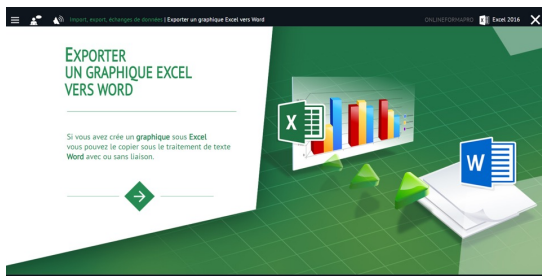 Import, export, échanges de données | Exporter un graphique Excel vers Word
ONLINEFORMAPRO Excel 2016
EXPORTER
UN GRAPHIQUE EXCEL
VERS WORD
Si vous avez crée un graphique sous Excel
vous pouvez le copier sous le traitement de texte
Word avec ou sans liaison.
X
W